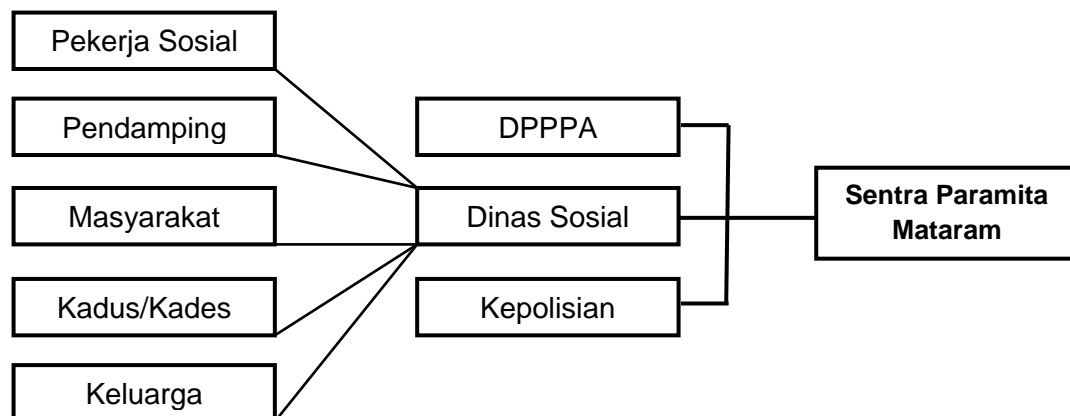 Pekerja Sosial
Pendamping
Masyarakat
Kadus/Kades
Keluarga
DPPPA
Dinas Sosial
Kepolisian
Sentra Paramita
Mataram